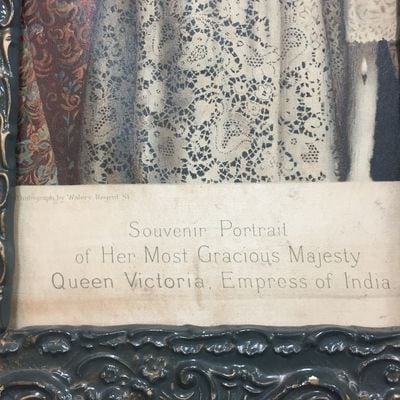 Photograph by Walery Regent St
Souvenir Portrait
of Her Most Gracious Majesty
Queen Victoria, Empress of India